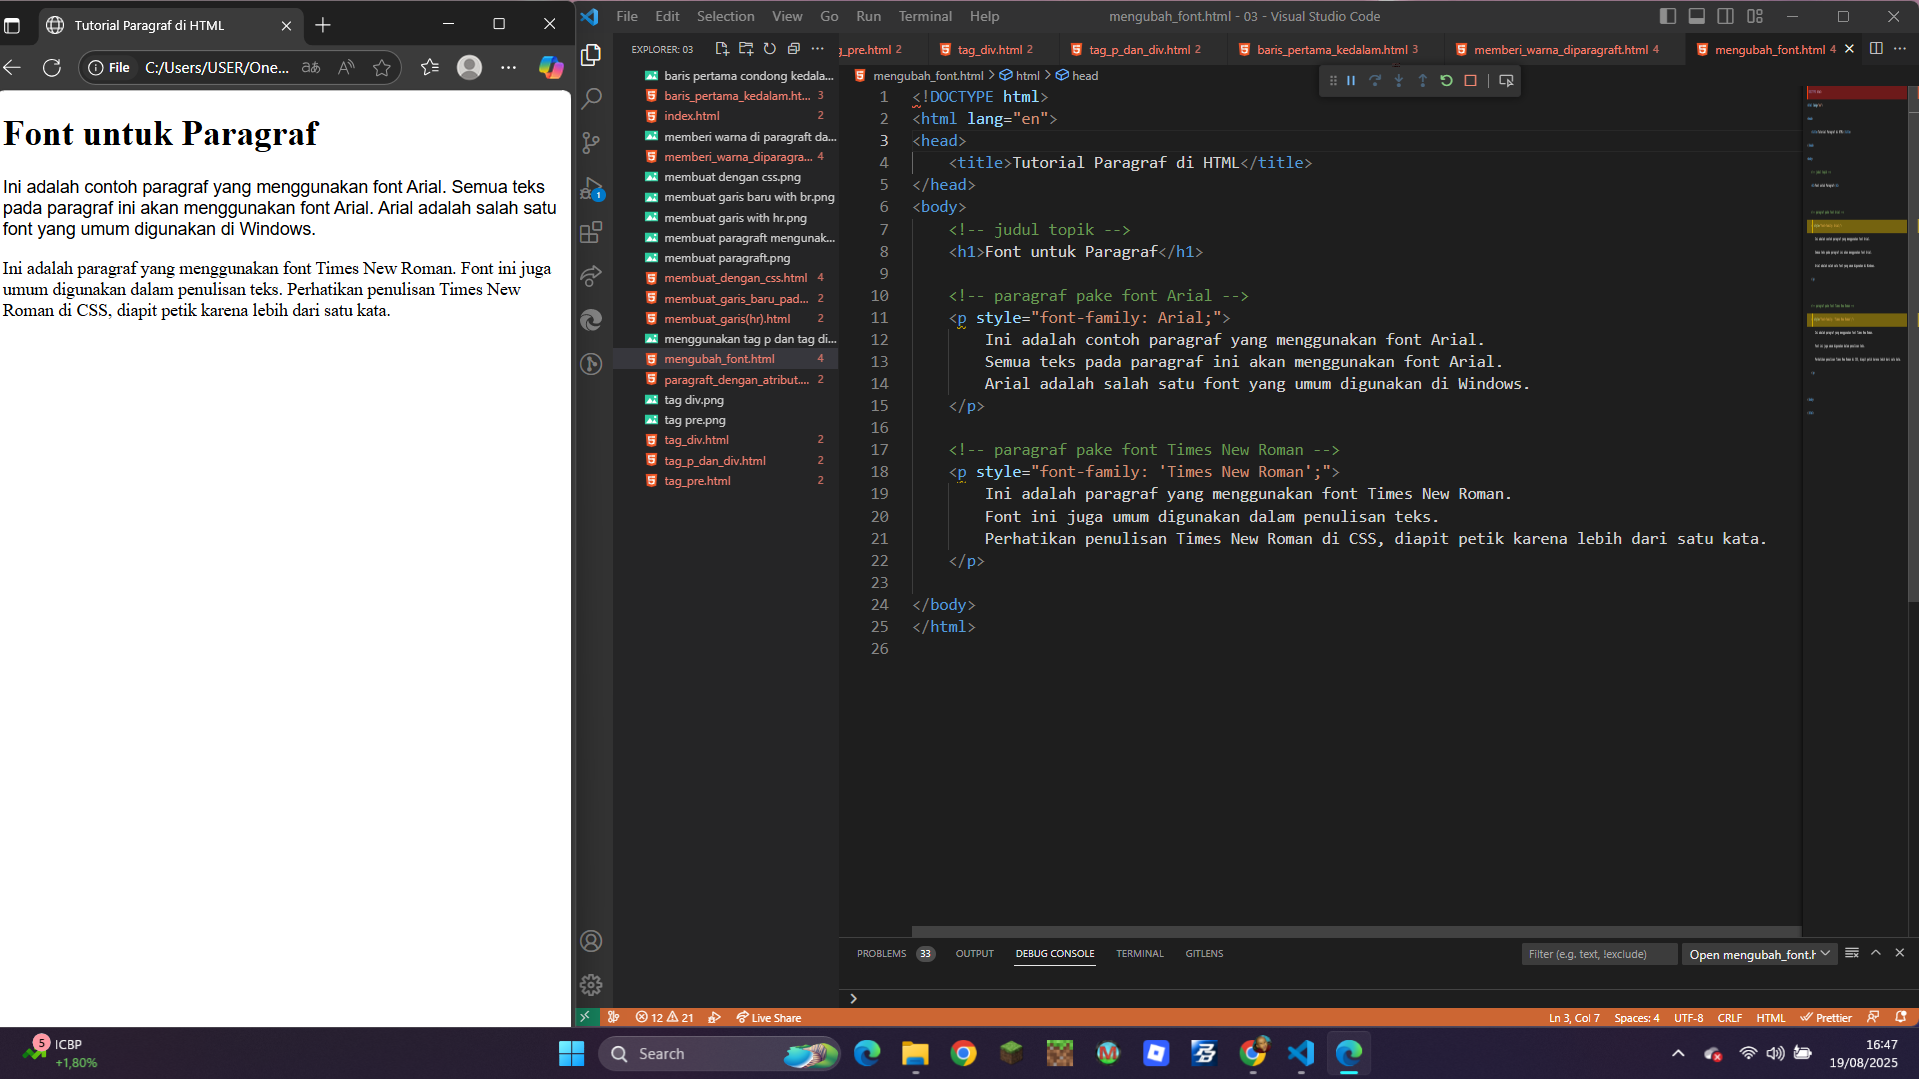 Tutorial Paragraf di HTML
File C:/Users/USER/One...
Font untuk Paragraf
Ini adalah contoh paragraf yang menggunakan font Arial. Semua teks
pada paragraf ini akan menggunakan font Arial. Arial adalah salah satu
font yang umum digunakan di Windows.
Ini adalah paragraf yang menggunakan font Times New Roman. Font ini juga
umum digunakan dalam penulisan teks. Perhatikan penulisan Times New
Roman di CSS, diapit petik karena lebih dari satu kata.
File Edit Selection View Go Run Terminal Help
mengubah_font.html - 03 - Visual Studio Code
EXPLORER: 03
g_pre.html 2 tag_div.html 2 tag_p_dan_div.html 2 baris_pertama_kedalam.html 3 memberi_warna_diparagraft.html 4 mengubah_font.html 4
baris pertama condong kedala...
baris_pertama_kedalam.ht... 3
index.html 2
memberi warna di paragraft da...
memberi_warna_diparagra... 4
membuat dengan css.png
membuat garis baru with br.png
membuat garis with hr.png
membuat paragraft mengunak...
membuat paragraft.png
membuat_dengan_css.html 4
membuat_garis_baru_pad... 2
membuat_garis(hr).html 2
menggunakan tag p dan tag di...
mengubah_font.html 4
paragraft_dengan_atribut.... 2
tag div.png
tag pre.png
tag_div.html 2
tag_p_dan_div.html 2
tag_pre.html 2
1
mengubah_font.html > html > head
1 <!DOCTYPE html>
2 <html lang="en">
3 <head>
4 <title>Tutorial Paragraf di HTML</title>
5 </head>
6 <body>
7 <!-- judul topik -->
8 <h1>Font untuk Paragraf</h1>
9
10 <!-- paragraf pake font Arial -->
11 <p style="font-family: Arial;">
12 Ini adalah contoh paragraf yang menggunakan font Arial.
13 Semua teks pada paragraf ini akan menggunakan font Arial.
14 Arial adalah salah satu font yang umum digunakan di Windows.
15 </p>
16
17 <!-- paragraf pake font Times New Roman -->
18 <p style="font-family: 'Times New Roman';">
19 Ini adalah paragraf yang menggunakan font Times New Roman.
20 Font ini juga umum digunakan dalam penulisan teks.
21 Perhatikan penulisan Times New Roman di CSS, diapit petik karena lebih dari satu kata.
22 </p>
23
24 </body>
25 </html>
26
PROBLEMS 33 OUTPUT DEBUG CONSOLE TERMINAL GITLENS
Filter (e.g. text, !exclude)
Open mengubah_font.h
12 21 Live Share
Ln 3, Col 7 Spaces: 4 UTF-8 CRLF HTML Prettier
5 ICBP
+1,80%
Search
16:47
19/08/2025